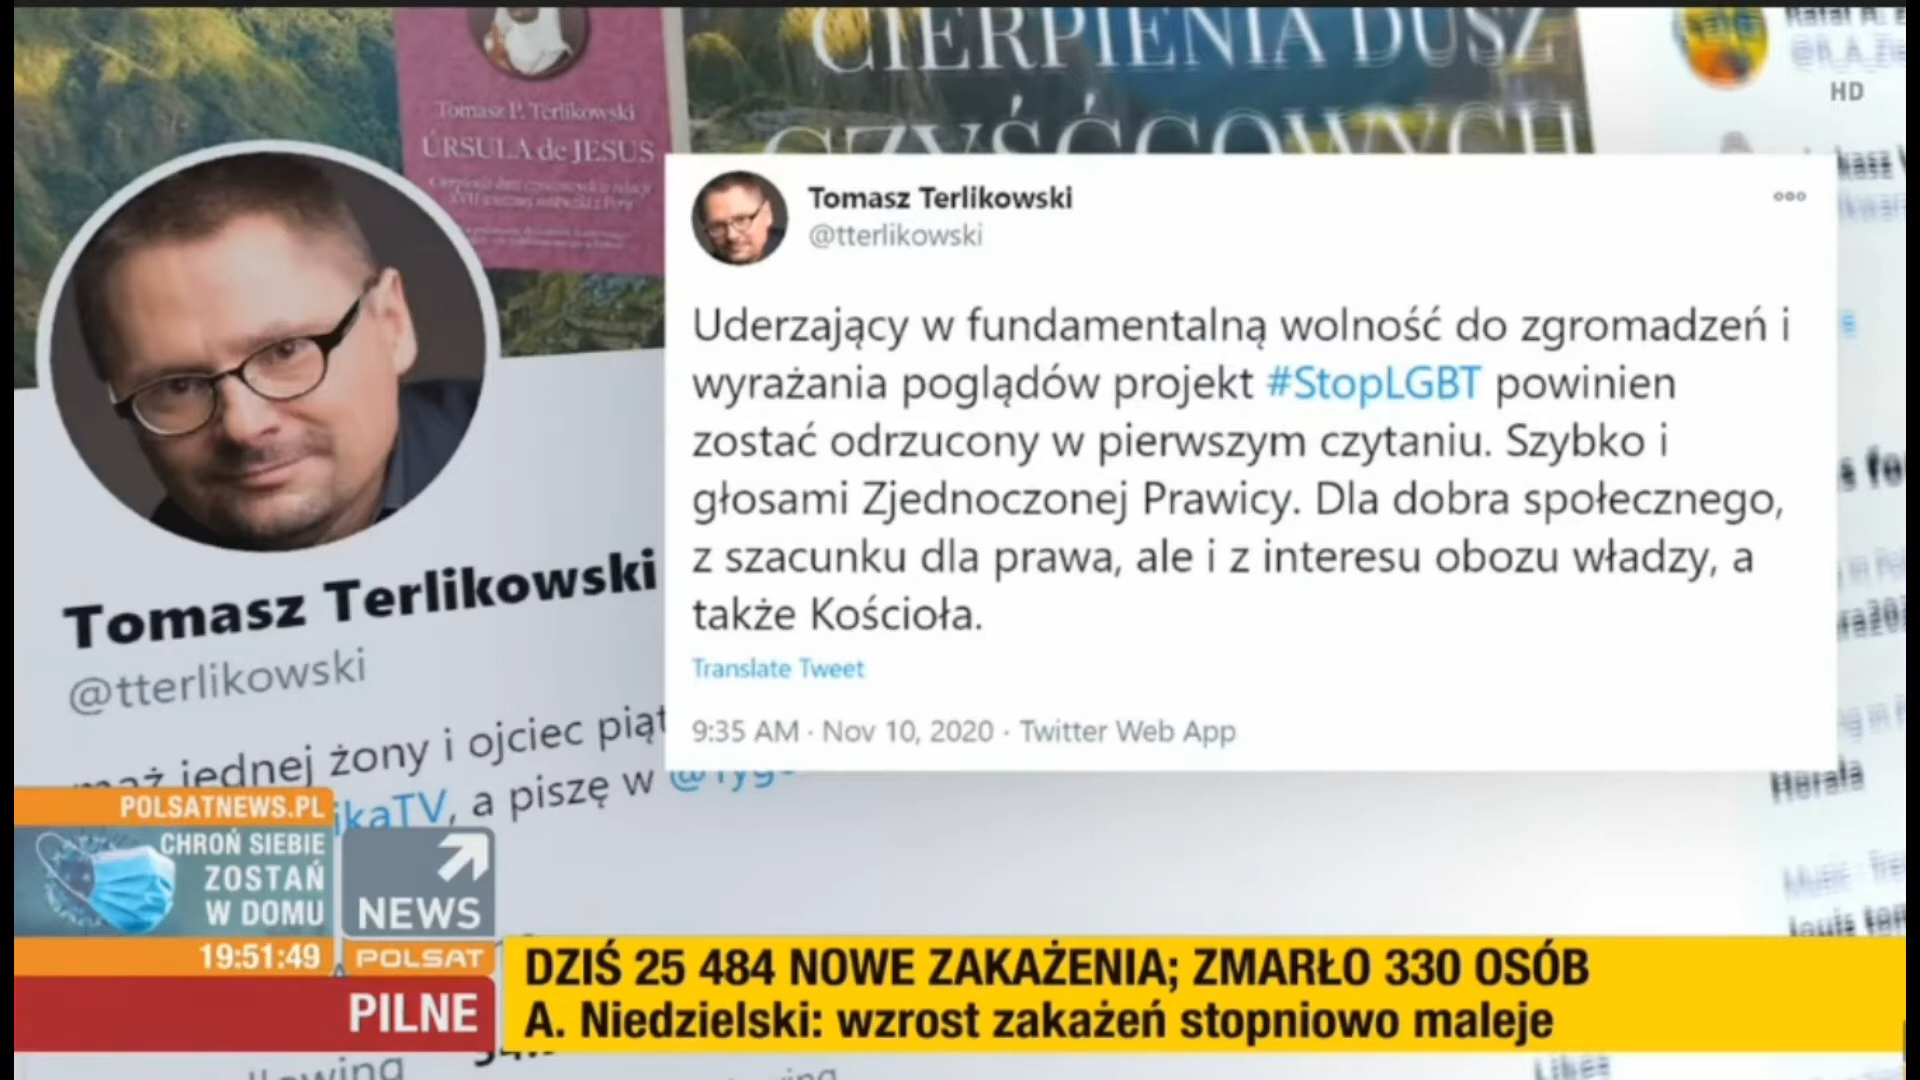 CIERPIENIA DUSZ
CZYŚĆCOWYCH
Tomasz P. Terlikowski
ÚRSULA de JESUS
HD
Tomasz Terlikowski
@tterlikowski
Uderzający w fundamentalną wolność do zgromadzeń i
wyrażania poglądów projekt #StopLGBT powinien
zostać odrzucony w pierwszym czytaniu. Szybko i
głosami Zjednoczonej Prawicy. Dla dobra społecznego,
z szacunku dla prawa, ale i z interesu obozu władzy, a
także Kościoła.
Translate Tweet
9:35 AM · Nov 10, 2020 · Twitter Web App
Tomasz Terlikowski
@tterlikowski
mąż jednej żony i ojciec
, a piszę w
POLSATNEWS.PL
CHROŃ SIEBIE
ZOSTAŃ
W DOMU
19:51:49
NEWS
POLSAT
PILNE
DZIŚ 25 484 NOWE ZAKAŻENIA; ZMARŁO 330 OSÓB
A. Niedzielski: wzrost zakażeń stopniowo maleje
Likes